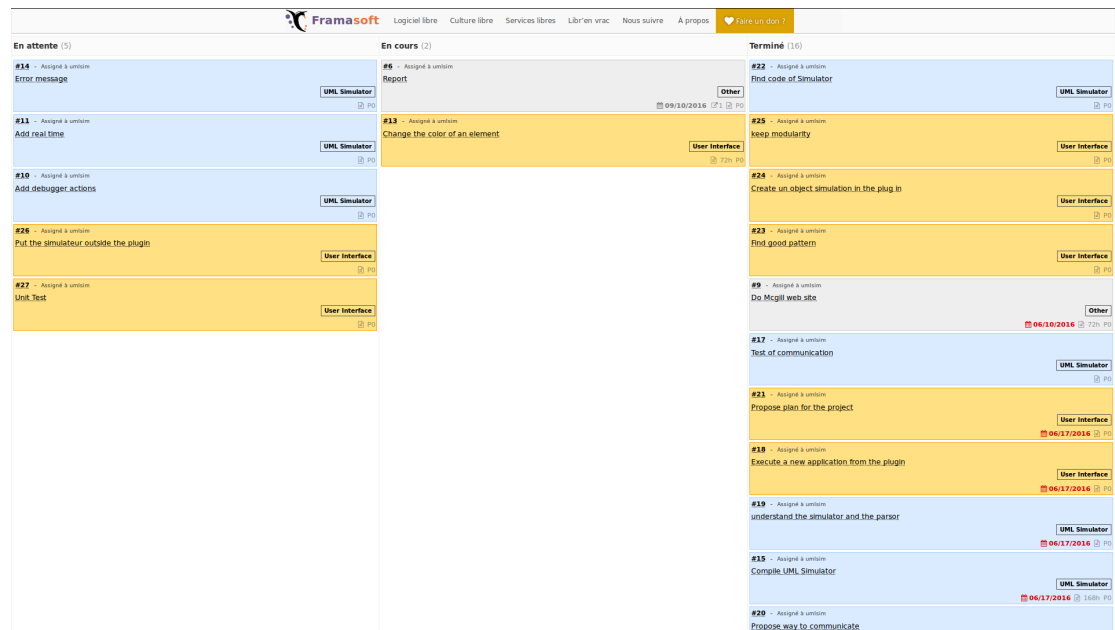 Framasoft
Logiciel libre
Culture libre
Services libres
Libr'en vrac
Nous suivre
À propos
Faire un don ?
En attente (5)
#14 - Assigné à umlsim
Error message
UML Simulator
P0
#11 - Assigné à umlsim
Add real time
UML Simulator
P0
#10 - Assigné à umlsim
Add debugger actions
UML Simulator
P0
#26 - Assigné à umlsim
Put the simulateur outside the plugin
User Interface
P0
#27 - Assigné à umlsim
Unit Test
User Interface
P0
En cours (2)
#6 - Assigné à umlsim
Report
Other
09/10/2016 1 P0
#13 - Assigné à umlsim
Change the color of an element
User Interface
72h P0
Terminé (16)
#22 - Assigné à umlsim
Find code of Simulator
UML Simulator
P0
#25 - Assigné à umlsim
keep modularity
User Interface
P0
#24 - Assigné à umlsim
Create un object simulation in the plug in
User Interface
P0
#23 - Assigné à umlsim
Find good pattern
User Interface
P0
#9 - Assigné à umlsim
Do Mcgill web site
Other
06/10/2016 72h P0
#17 - Assigné à umlsim
Test of communication
UML Simulator
P0
#21 - Assigné à umlsim
Propose plan for the project
User Interface
06/17/2016 P0
#18 - Assigné à umlsim
Execute a new application from the plugin
User Interface
06/17/2016 P0
#19 - Assigné à umlsim
understand the simulator and the parsor
UML Simulator
06/17/2016 P0
#15 - Assigné à umlsim
Compile UML Simulator
UML Simulator
06/17/2016 168h P0
#20 - Assigné à umlsim
Propose way to communicate